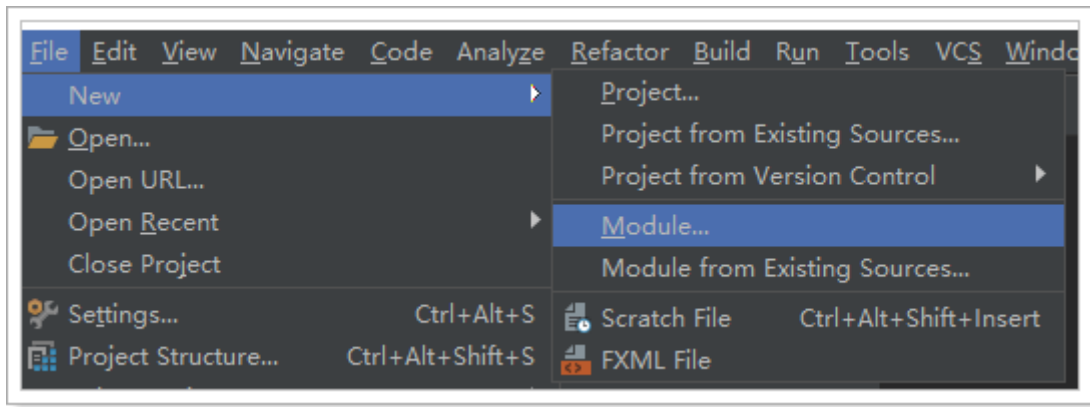 File Edit View Navigate Code Analyze Refactor Build Run Tools VCS Windo
New
Open...
Open URL...
Open Recent
Close Project
Settings... Ctrl+Alt+S
Project Structure... Ctrl+Alt+Shift+S
Project...
Project from Existing Sources...
Project from Version Control
Module...
Module from Existing Sources...
Scratch File Ctrl+Alt+Shift+Insert
FXML File